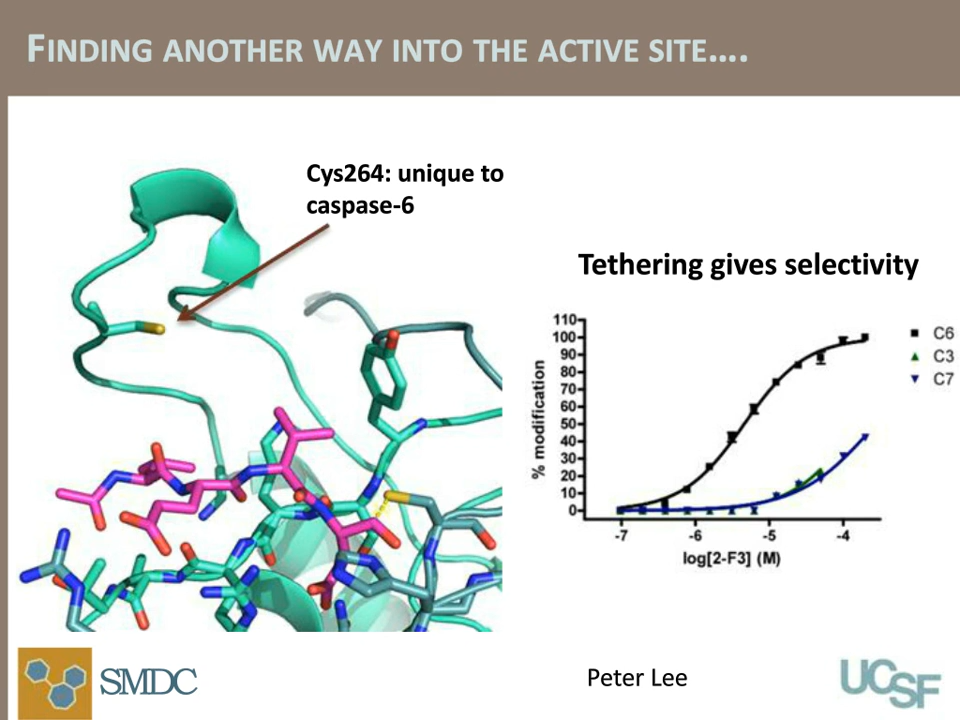 FINDING ANOTHER WAY INTO THE ACTIVE SITE….
Cys264: unique to
caspase-6
Tethering gives selectivity
110
100
90
80
70
60
50
40
30
20
10
0
% modification
-7
-6
-5
-4
log[2-F3] (M)
C6
C3
C7
SMDC
Peter Lee
UCSF